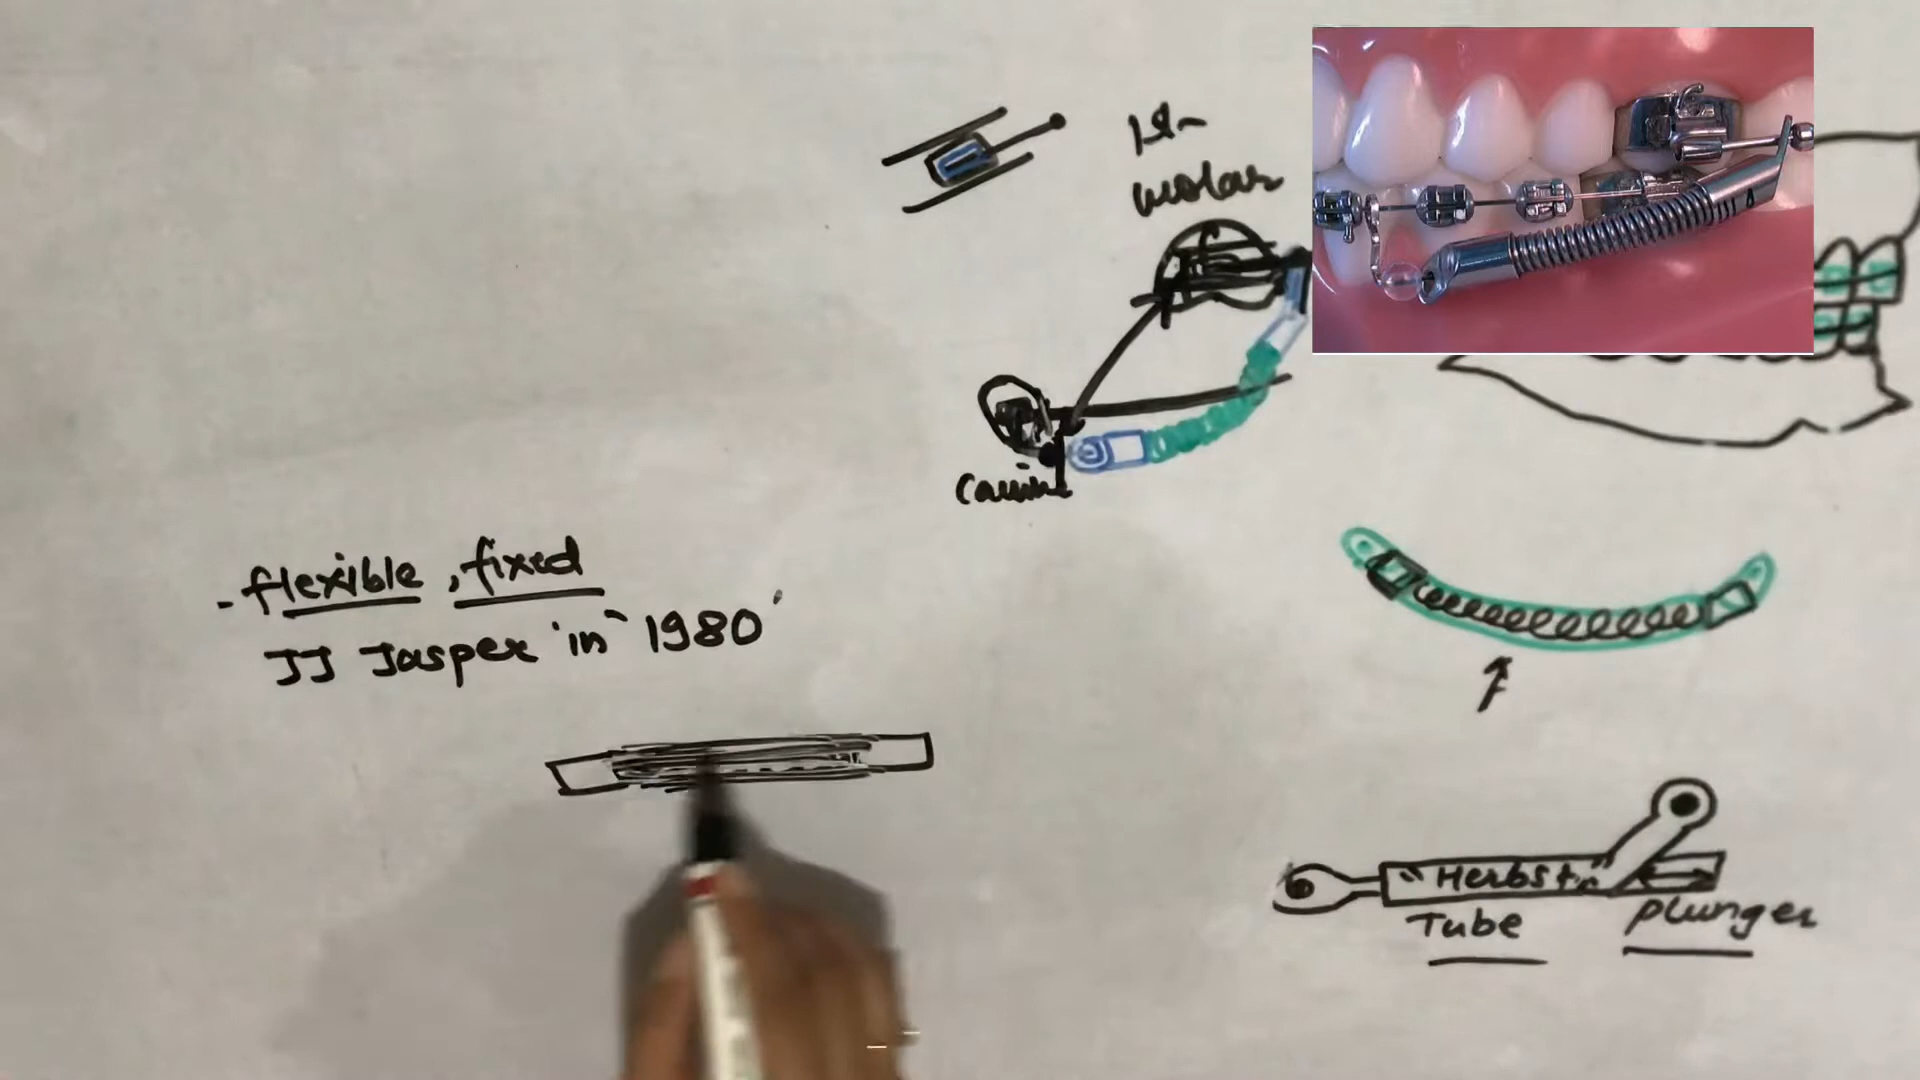 1st
molar
Canine
- flexible, fixed
JJ Jasper in 1980
"Herbst"
Tube
plunger